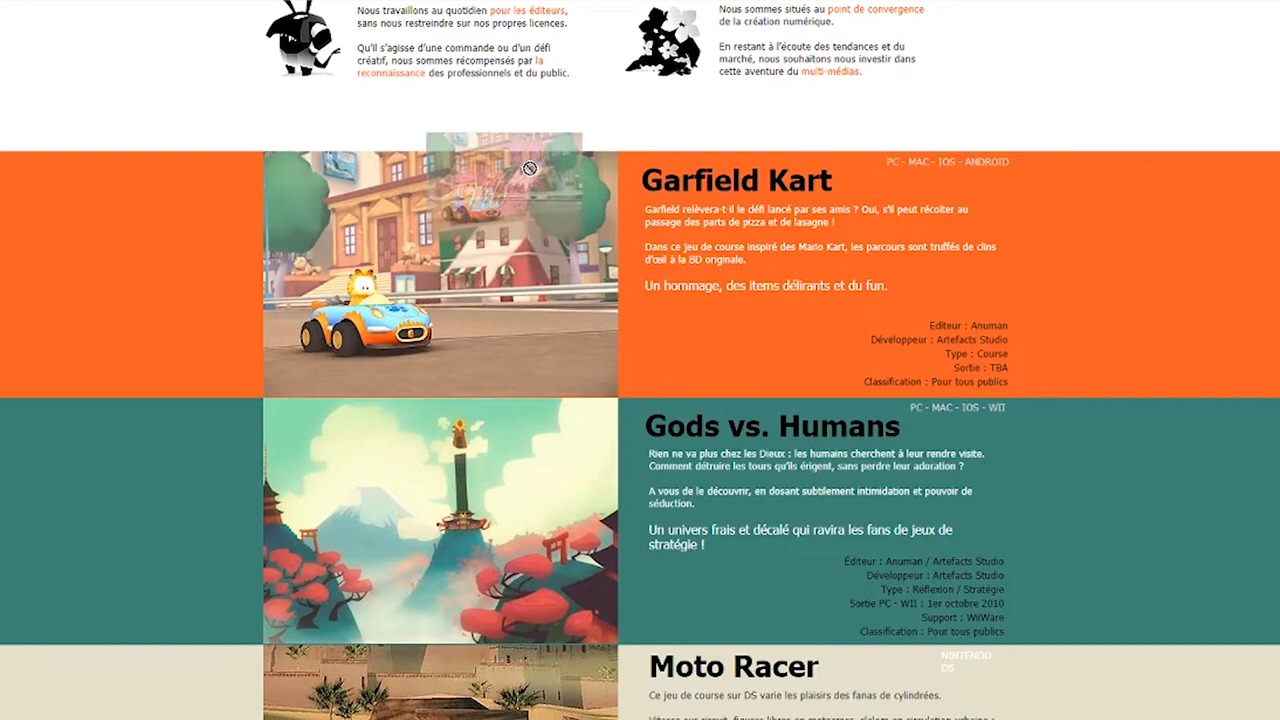 Nous travaillons au quotidien pour les éditeurs,
sans nous restreindre sur nos propres licences.
Qu'il s'agisse d'une commande ou d'un défi
créatif, nous sommes récompensés par la
reconnaissance des professionnels et du public.
Nous sommes situés au point de convergence
de la création numérique.
En restant à l'écoute des tendances et du
marché, nous souhaitons nous investir dans
cette aventure du multi-médias.
PC - MAC - IOS - ANDROID
Garfield Kart
Garfield relèvera-t-il le défi lancé par ses amis ? Oui, s'il peut récolter au
passage des parts de pizza et de lasagne !
Dans ce jeu de course inspiré des Mario Kart, les parcours sont truffés de clins
d'œil à la BD originale.
Un hommage, des items délirants et du fun.
Editeur : Anuman
Développeur : Artefacts Studio
Type : Course
Sortie : TBA
Classification : Pour tous publics
PC - MAC - IOS - WII
Gods vs. Humans
Rien ne va plus chez les Dieux : les humains cherchent à leur rendre visite.
Comment détruire les tours qu'ils érigent, sans perdre leur adoration ?
A vous de le découvrir, en dosant subtilement intimidation et pouvoir de
séduction.
Un univers frais et décalé qui ravira les fans de jeux de
stratégie !
Éditeur : Anuman / Artefacts Studio
Développeur : Artefacts Studio
Type : Réflexion / Stratégie
Sortie PC - WII : 1er octobre 2010
Support : WiiWare
Classification : Pour tous publics
NINTENDO
DS
Moto Racer
Ce jeu de course sur DS varie les plaisirs des fanas de cylindrées.
Vitesse sur circuit, figures libres en motocross, slalom en circulation urbaine :